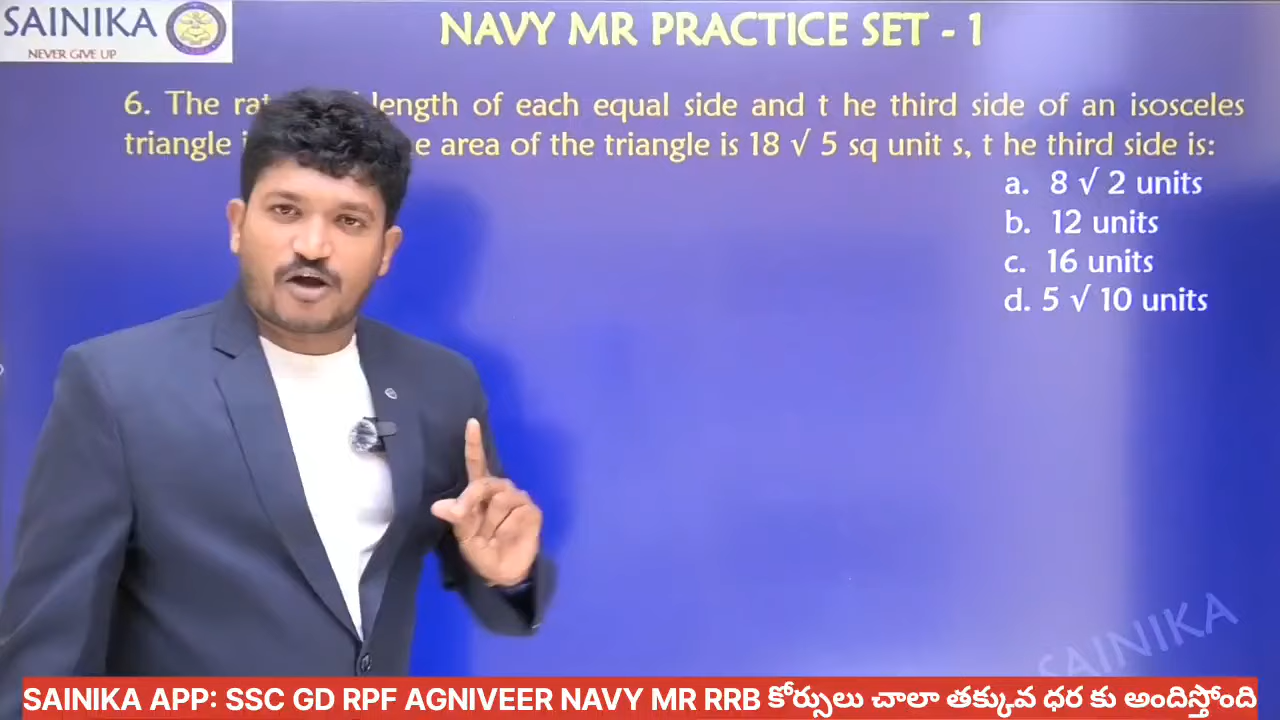 SAINIKA
NEVER GIVE UP
NAVY MR PRACTICE SET - 1
6. The length of each equal side and t he third side of an isosceles
triangle area of the triangle is 18 √ 5 sq unit s, t he third side is:
a. 8 √ 2 units
b. 12 units
c. 16 units
d. 5 √ 10 units
SAINIKA
SAINIKA APP: SSC GD RPF AGNIVEER NAVY MR RRB కోర్సులు చాలా తక్కువ ధర కు అందిస్తోంది